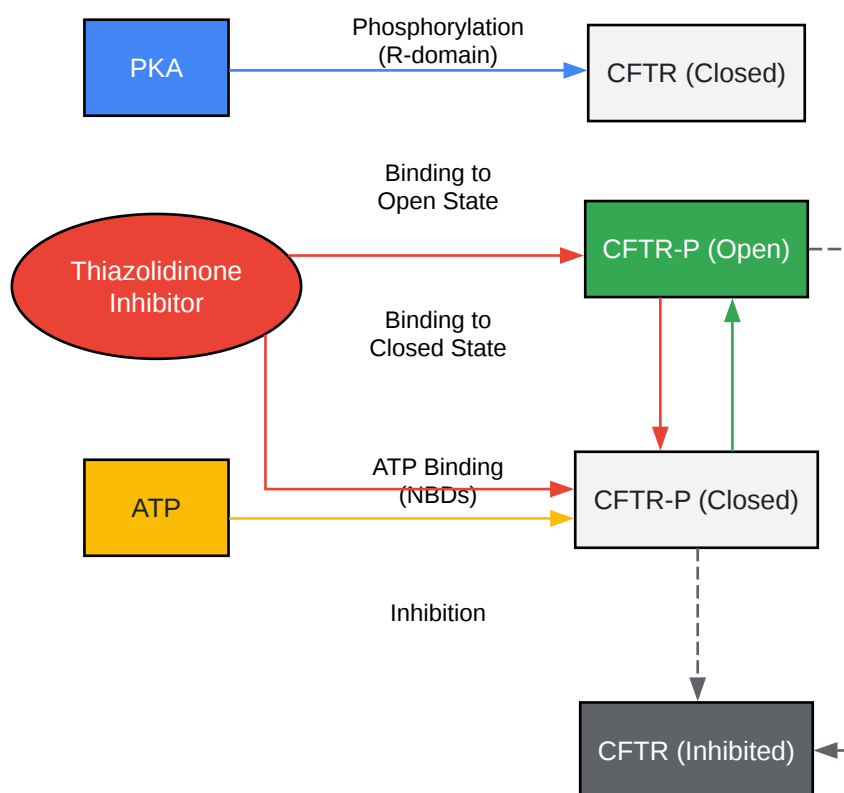 Phosphorylation
(R-domain)
PKA
CFTR (Closed)
Binding to
Open State
Thiazolidinone
Inhibitor
CFTR-P (Open)
Binding to
Closed State
ATP Binding
(NBDs)
ATP
CFTR-P (Closed)
Inhibition
CFTR (Inhibited)